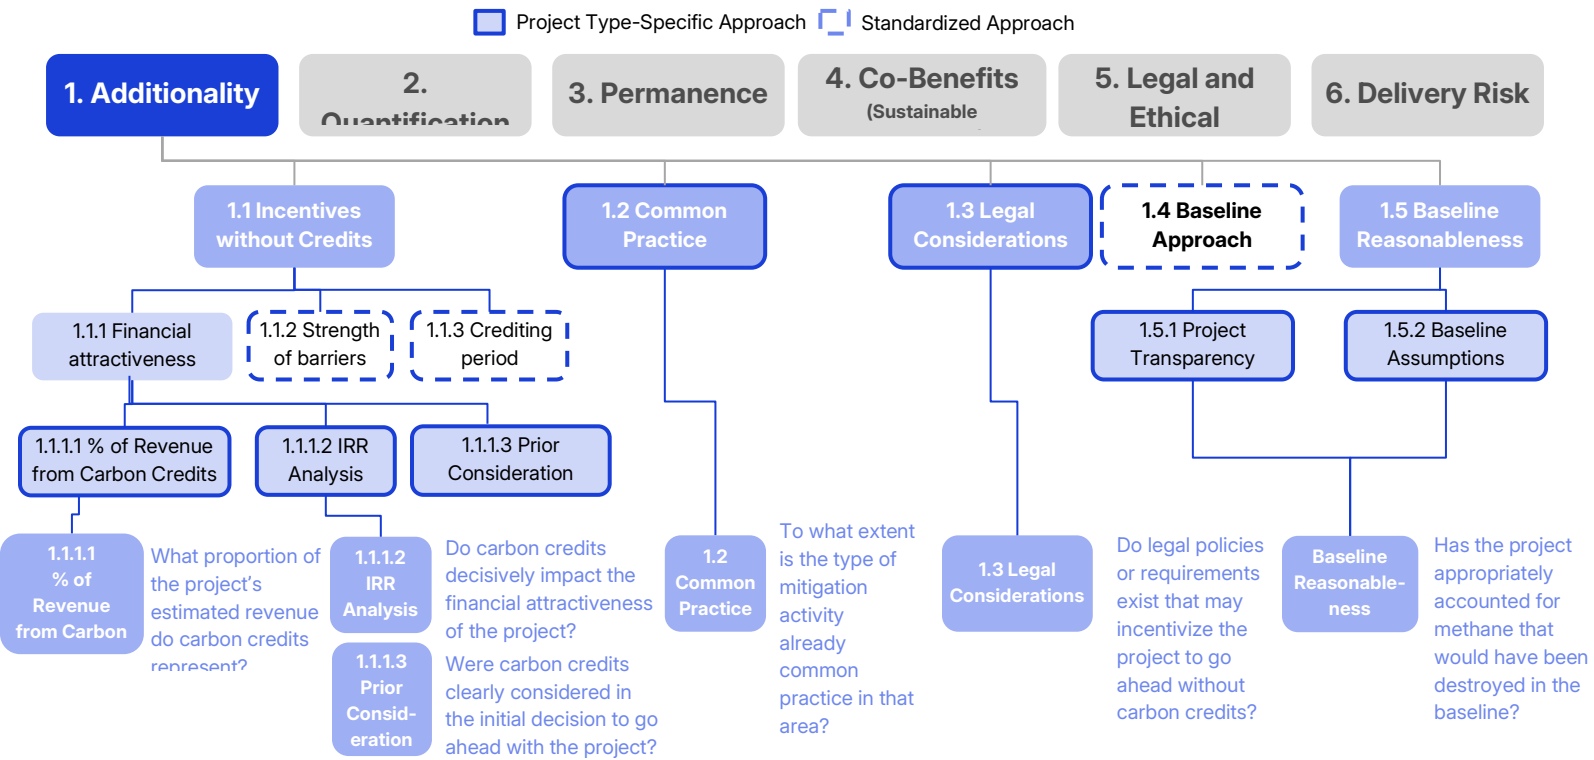 Project Type-Specific Approach
Standardized Approach
1. Additionality
2.
Quantification
3. Permanence
4. Co-Benefits
(Sustainable
5. Legal and
Ethical
6. Delivery Risk
1.1 Incentives
without Credits
1.2 Common
Practice
1.3 Legal
Considerations
1.4 Baseline
Approach
1.5 Baseline
Reasonableness
1.1.1 Financial
attractiveness
1.1.2 Strength
of barriers
1.1.3 Crediting
period
1.5.1 Project
Transparency
1.5.2 Baseline
Assumptions
1.1.1.1 % of Revenue
from Carbon Credits
1.1.1.2 IRR
Analysis
1.1.1.3 Prior
Consideration
1.1.1.1
% of
Revenue
from Carbon
What proportion of
the project's
estimated revenue
do carbon credits
represent?
1.1.1.2
IRR
Analysis
Do carbon credits
decisively impact the
financial attractiveness
of the project?
1.1.1.3
Prior
Consid-
eration
Were carbon credits
clearly considered in
the initial decision to go
ahead with the project?
1.2
Common
Practice
To what extent
is the type of
mitigation
activity
already
common
practice in that
area?
1.3 Legal
Considerations
Do legal policies
or requirements
exist that may
incentivize the
project to go
ahead without
carbon credits?
Baseline
Reasonable-
ness
Has the project
appropriately
accounted for
methane that
would have been
destroyed in the
baseline?